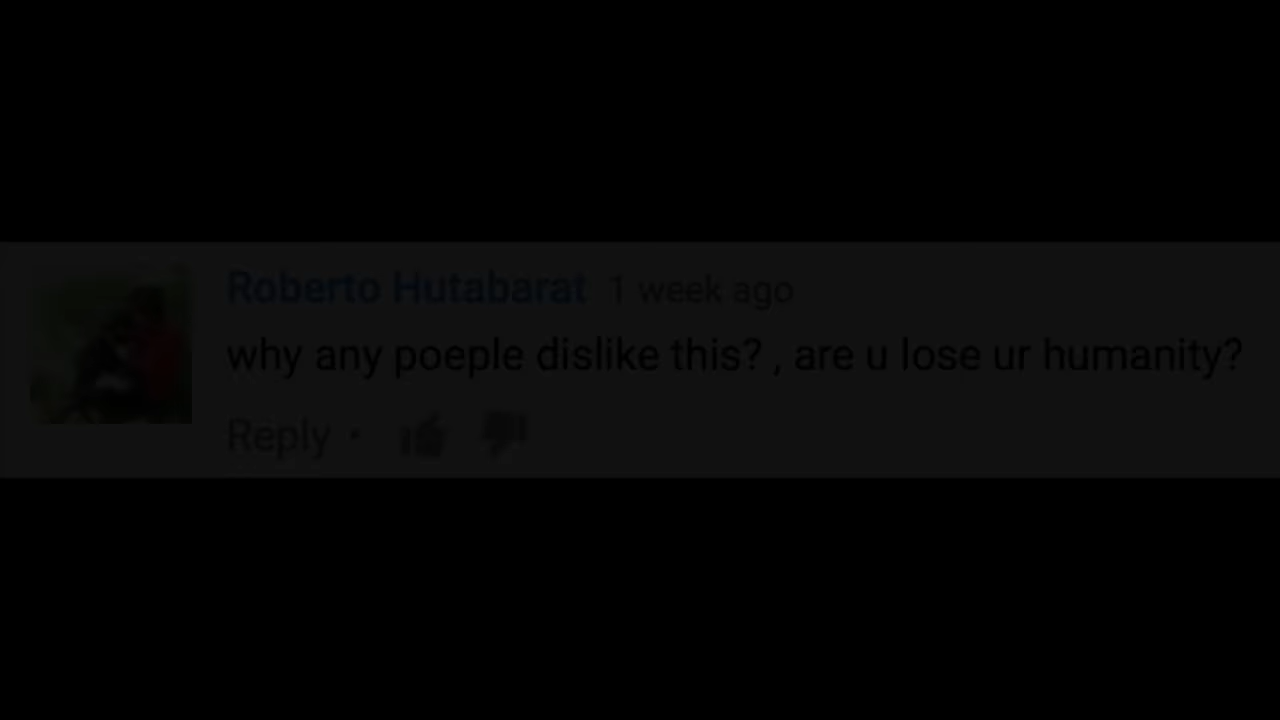 Roberto Hutabarat 1 week ago
why any poeple dislike this? , are u lose ur humanity?
Reply •